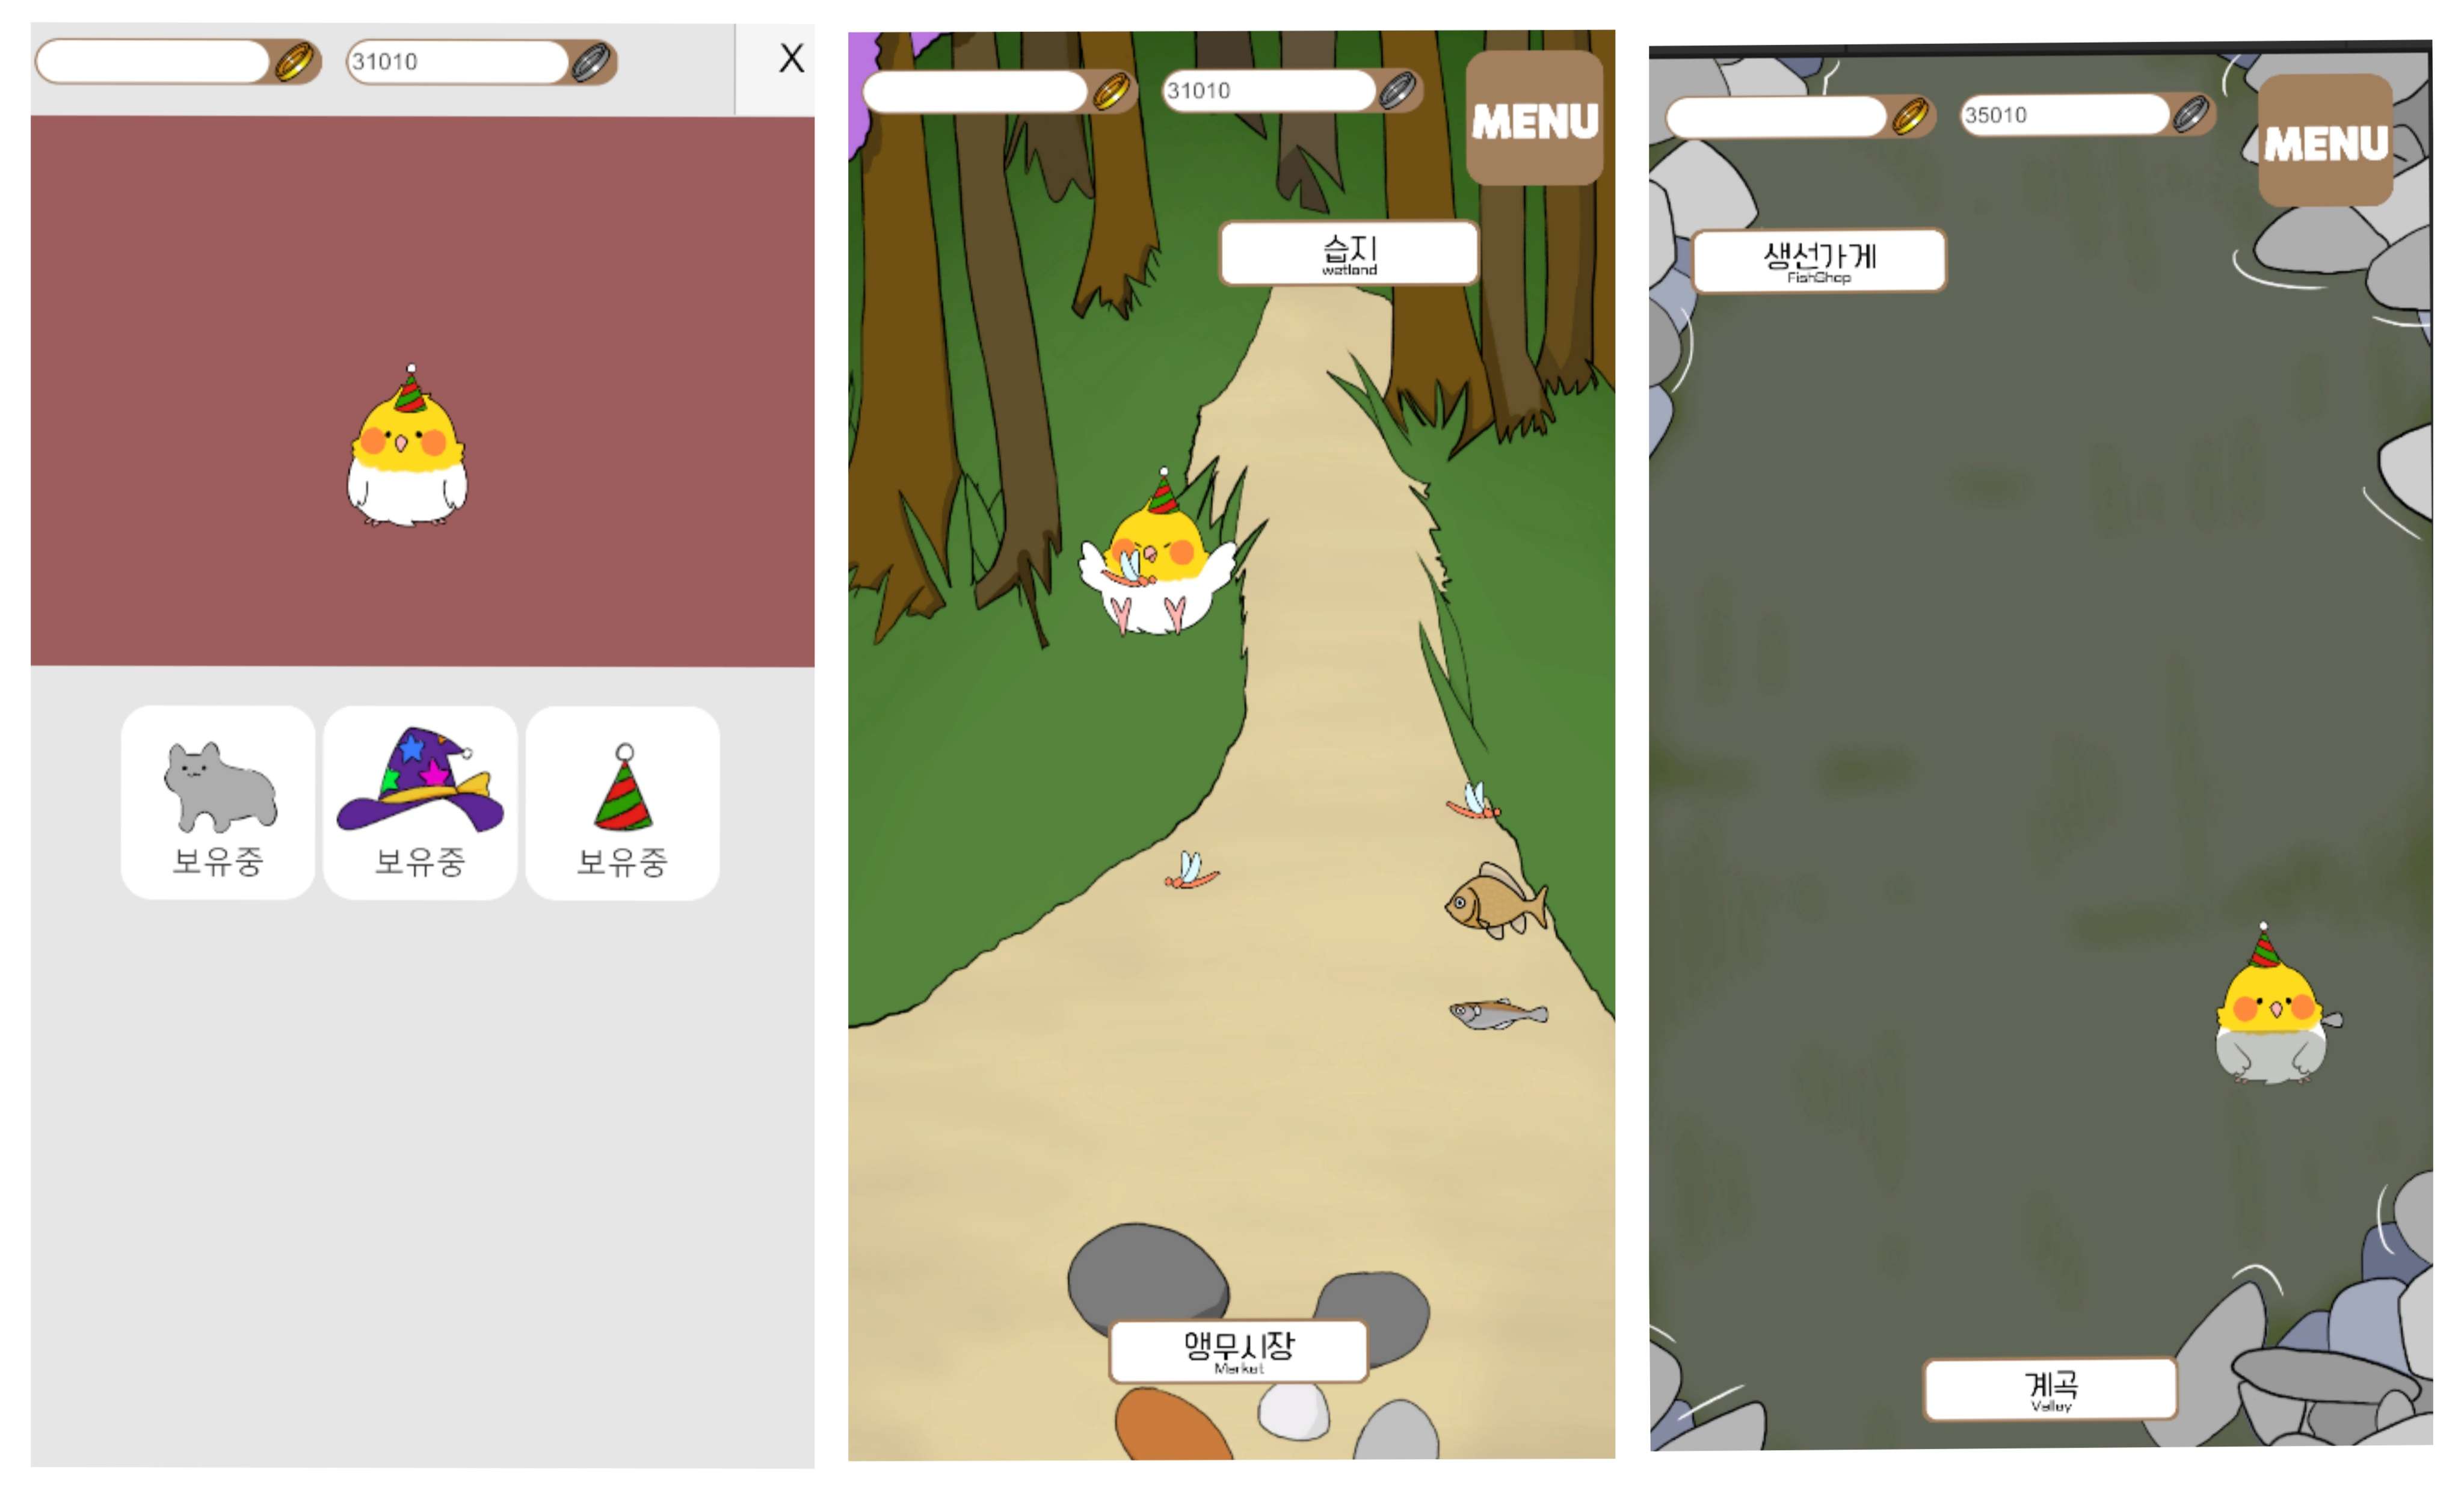 31010
X
보유중
보유중
보유중
31010
MENU
습지
wetland
앵무시장
Market
35010
MENU
생선가게
FishShop
계곡
Valley